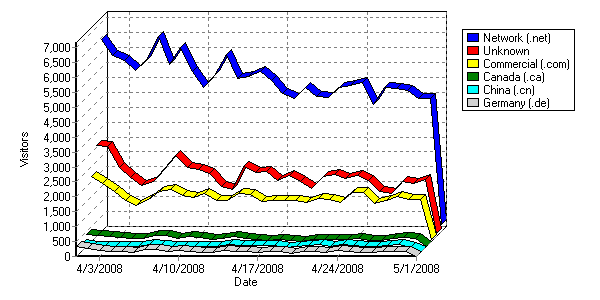 7,000
6,500
6,000
5,500
5,000
4,500
4,000
3,500
3,000
2,500
2,000
1,500
1,000
500
0
Visitors
4/3/2008 4/10/2008 4/17/2008 4/24/2008 5/1/2008
Date
Network (.net)
Unknown
Commercial (.com)
Canada (.ca)
China (.cn)
Germany (.de)